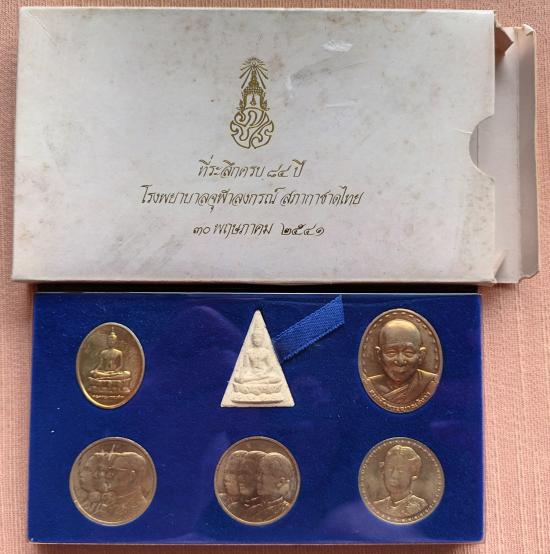 ที่ระลึกครบ ๘๔ ปี
โรงพยาบาลจุฬาลงกรณ์ สภากาชาดไทย
๓๐ พฤษภาคม ๒๕๔๑